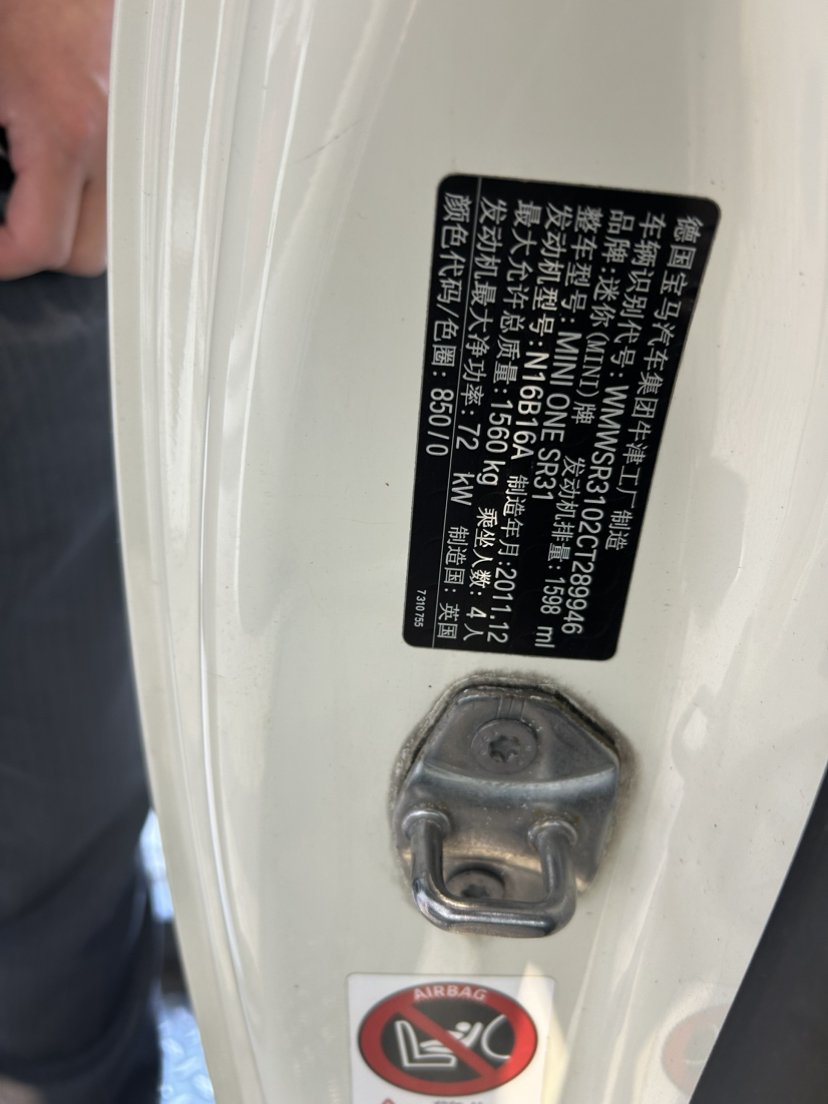 德国宝马汽车集团牛津工厂制造
车辆识别代号: WMWSR3102CT289946
品牌:迷你(MINI)牌 发动机排量: 1598 ml
整车型号: MINI ONE SR31
发动机型号: N16B16A 制造年月:2011.12
最大允许总质量: 1560 kg 乘坐人数: 4 人
发动机最大净功率: 72 kW 制造国: 英国
颜色代码/色圈: 850/0
7 310 755
AIRBAG